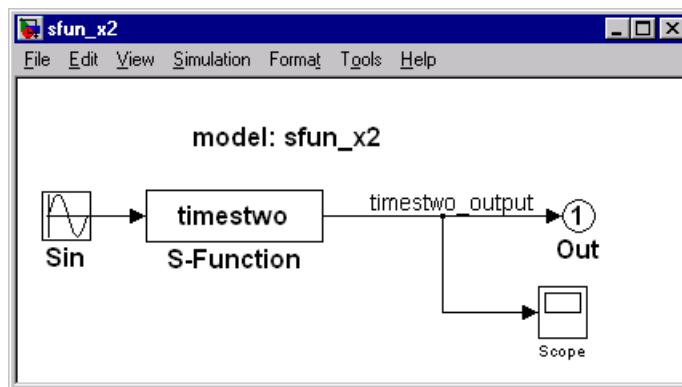 sfun_x2
File Edit View Simulation Format Tools Help
model: sfun_x2
timestwo
timestwo_output
1
Sin
S-Function
Out
Scope